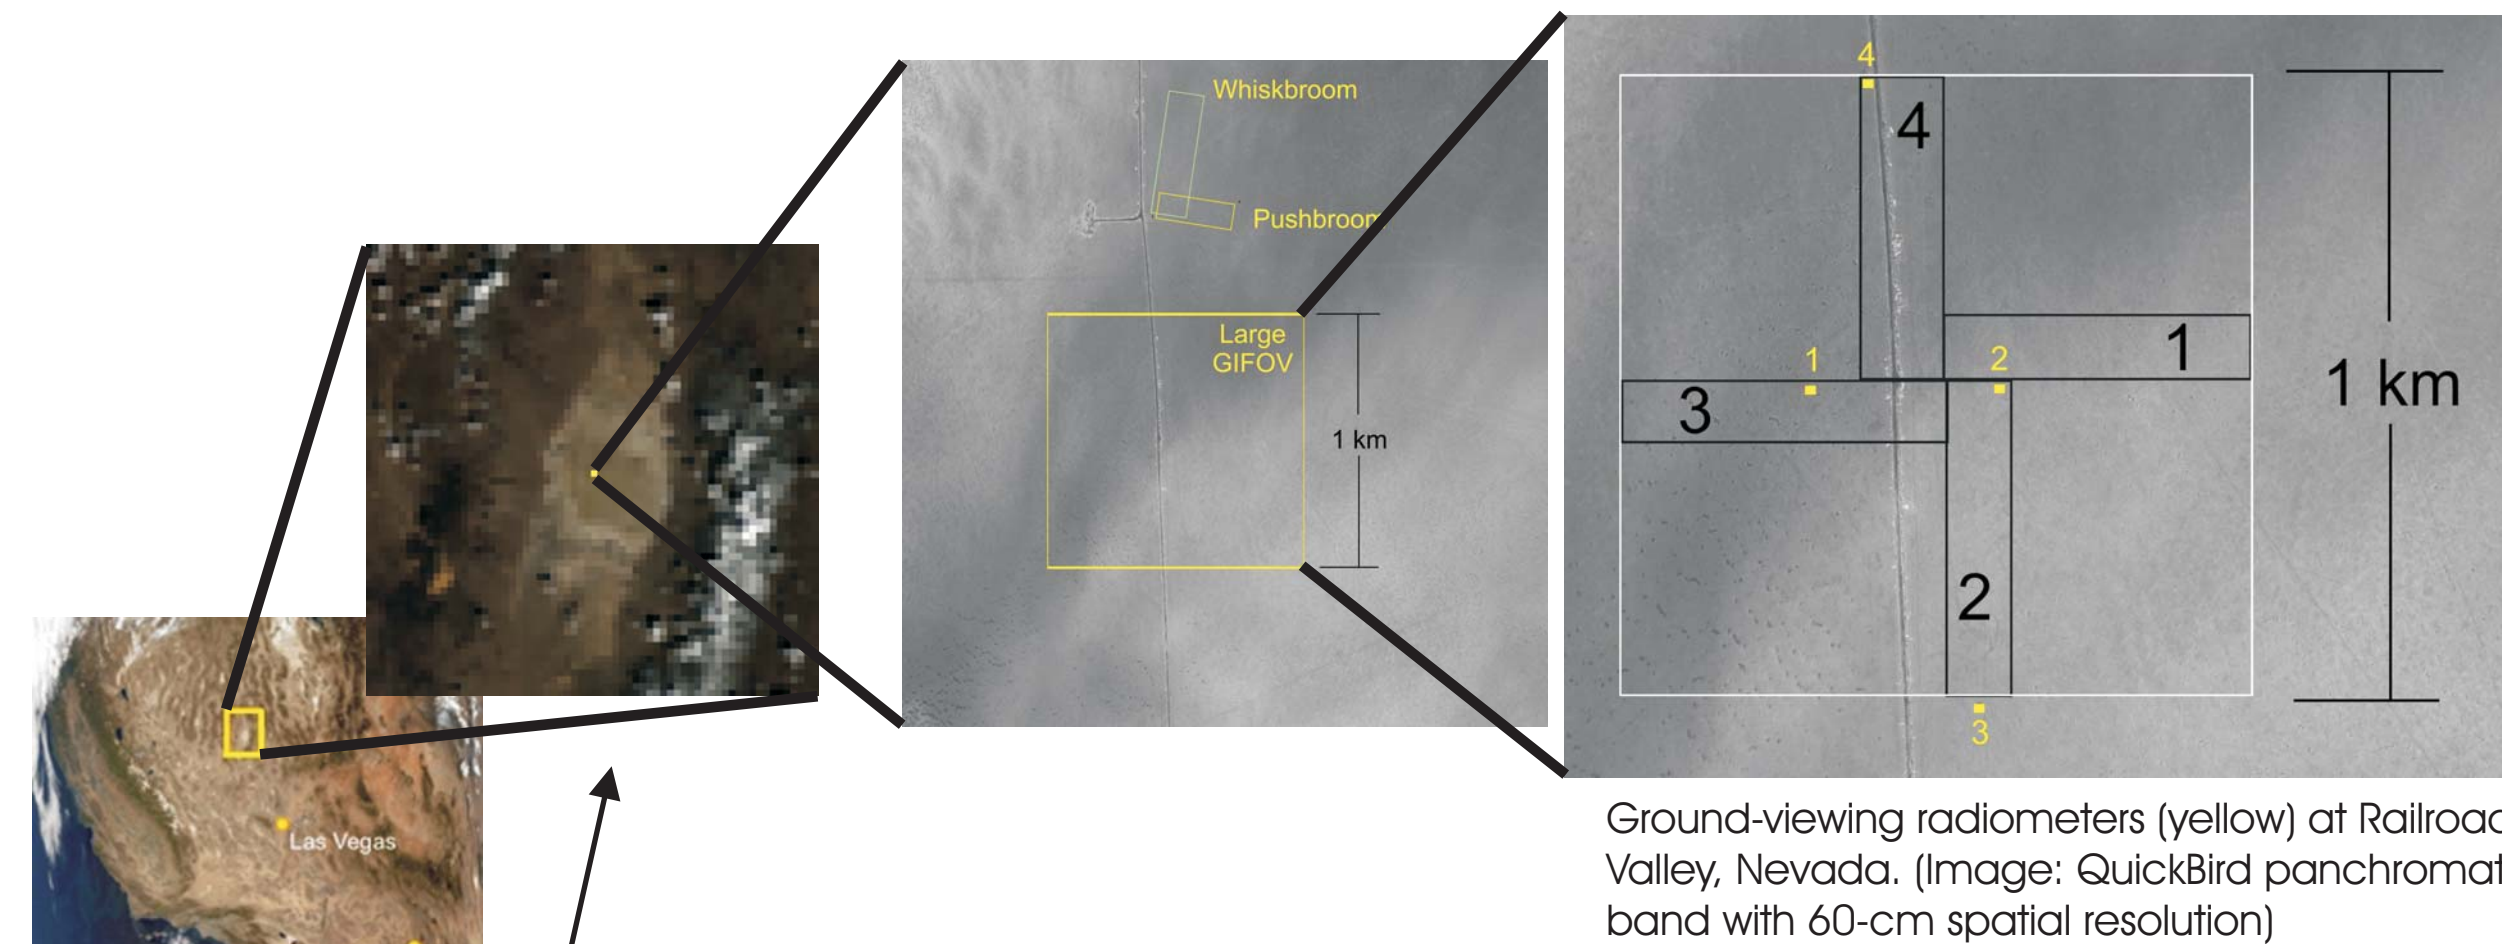 Las Vegas
Whiskbroom
Pushbroom
Large
GIFOV
1 km
4
4
1
2
1
3
2
3
1 km
Ground-viewing radiometers (yellow) at Railroad
Valley, Nevada. (Image: QuickBird panchromat
band with 60-cm spatial resolution)